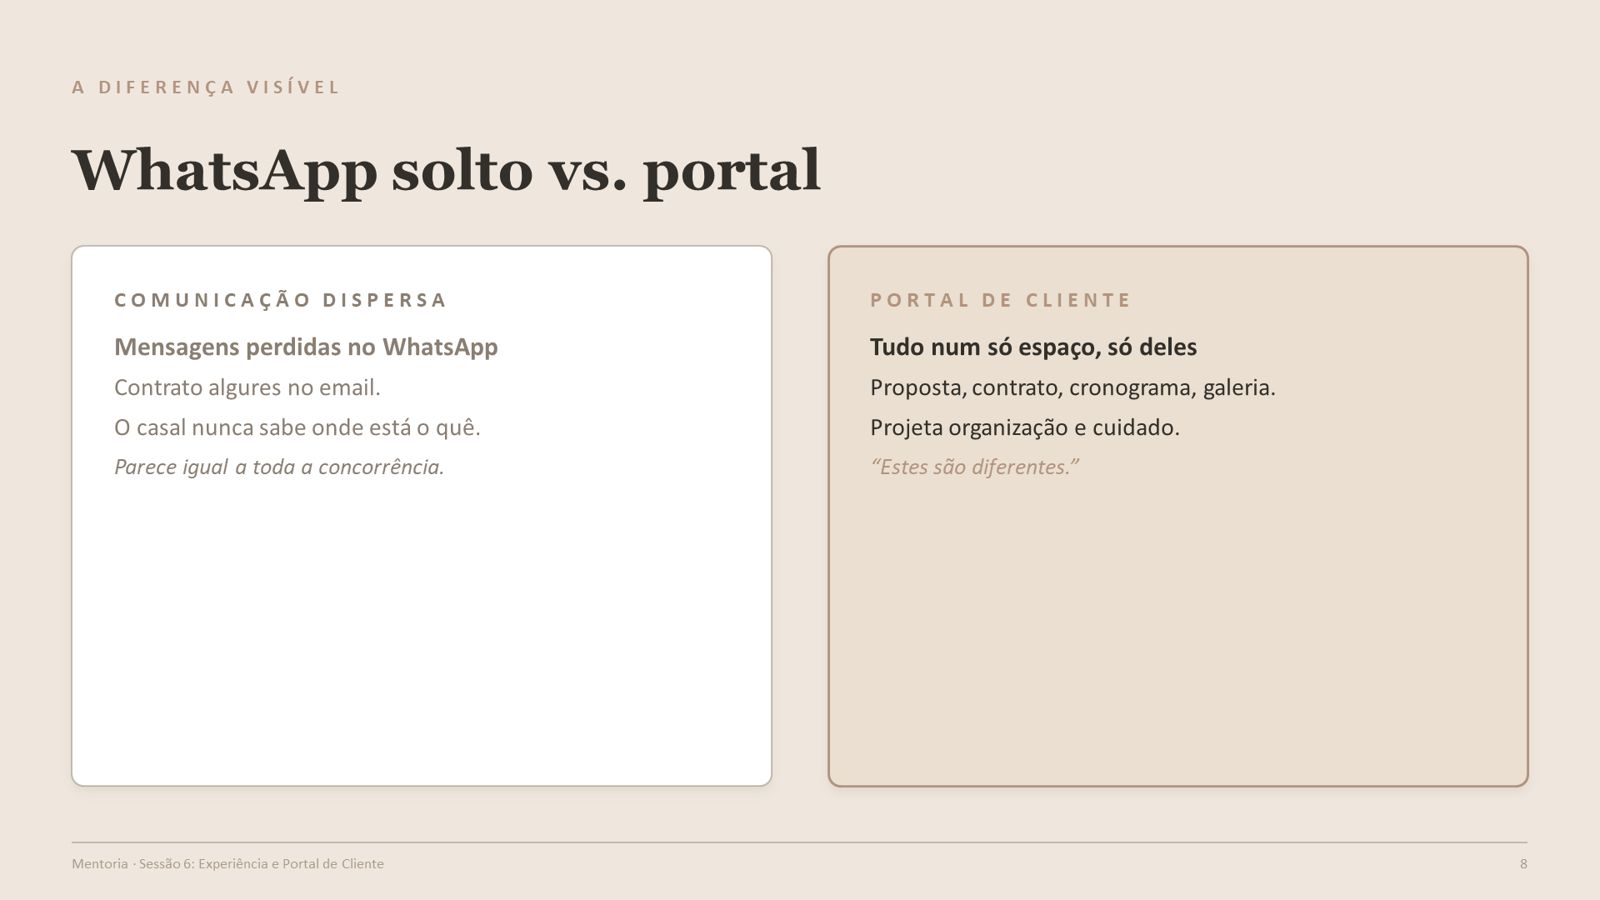 A DIFERENÇA VISÍVEL
WhatsApp solto vs. portal
COMUNICAÇÃO DISPERSA
Mensagens perdidas no WhatsApp
Contrato algures no email.
O casal nunca sabe onde está o quê.
Parece igual a toda a concorrência.
PORTAL DE CLIENTE
Tudo num só espaço, só deles
Proposta, contrato, cronograma, galeria.
Projeta organização e cuidado.
“Estes são diferentes.”
Mentoria · Sessão 6: Experiência e Portal de Cliente
8